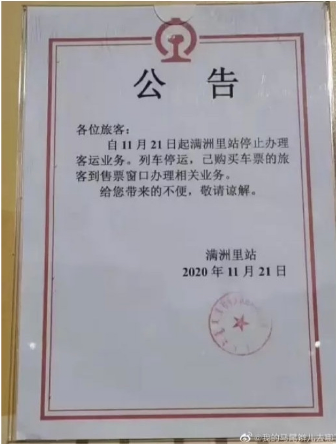 公告
各位旅客：
自11月21日起满洲里站停止办理
客运业务。列车停运，已购买车票的旅
客到售票窗口办理相关业务。
给您带来的不便，敬请谅解。
满洲里站
2020年11月21日